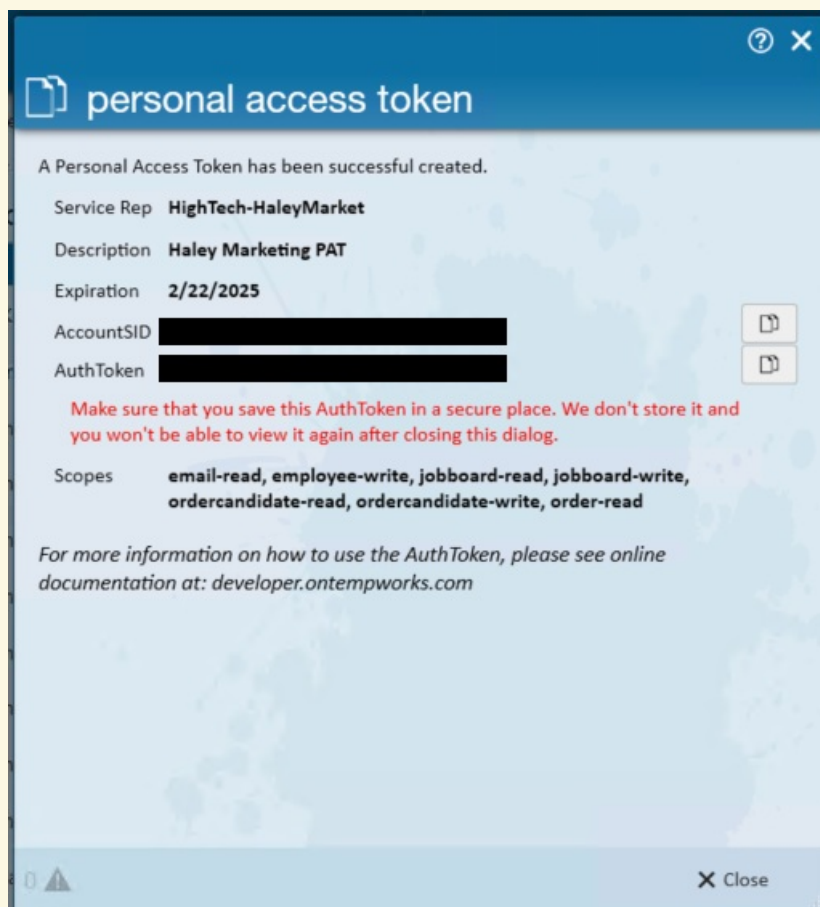 personal access token
A Personal Access Token has been successful created.
Service Rep HighTech-HaleyMarket
Description Haley Marketing PAT
Expiration 2/22/2025
AccountSID
AuthToken
Make sure that you save this AuthToken in a secure place. We don't store it and
you won't be able to view it again after closing this dialog.
Scopes email-read, employee-write, jobboard-read, jobboard-write,
ordercandidate-read, ordercandidate-write, order-read
For more information on how to use the AuthToken, please see online
documentation at: developer.ontempworks.com
0
Close